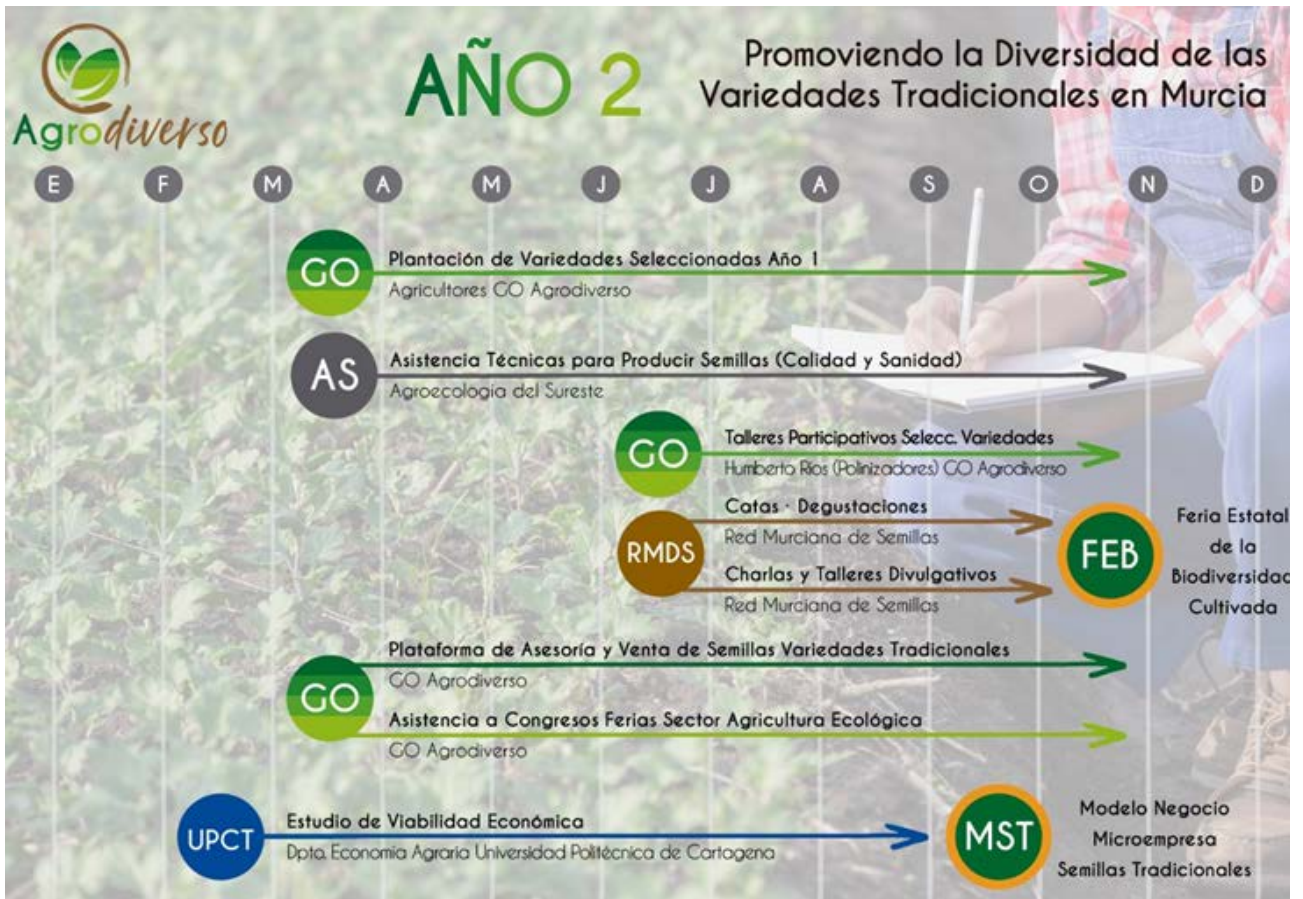 Agrodiverso
AÑO 2
Promoviendo la Diversidad de las
Variedades Tradicionales en Murcia
E F M A M J J A S O N D
GO
Plantación de Variedades Seleccionadas Año 1
Agricultores GO Agrodiverso
AS
Asistencia Técnicas para Producir Semillas (Calidad y Sanidad)
Agroecologia del Sureste
GO
Talleres Participativos Selecc. Variedades
Humberto Ríos (Polinizadores) GO Agrodiverso
RMDS
Catas · Degustaciones
Red Murciana de Semillas
Charlas y Talleres Divulgativos
Red Murciana de Semillas
FEB
Feria Estatal
de la
Biodiversidad
Cultivada
GO
Plataforma de Asesoría y Venta de Semillas Variedades Tradicionales
GO Agrodiverso
Asistencia a Congresos Ferias Sector Agricultura Ecológica
GO Agrodiverso
UPCT
Estudio de Viabilidad Económica
Dpto. Economia Agraria Universidad Politécnica de Cartagena
MST
Modelo Negocio
Microempresa
Semillas Tradicionales